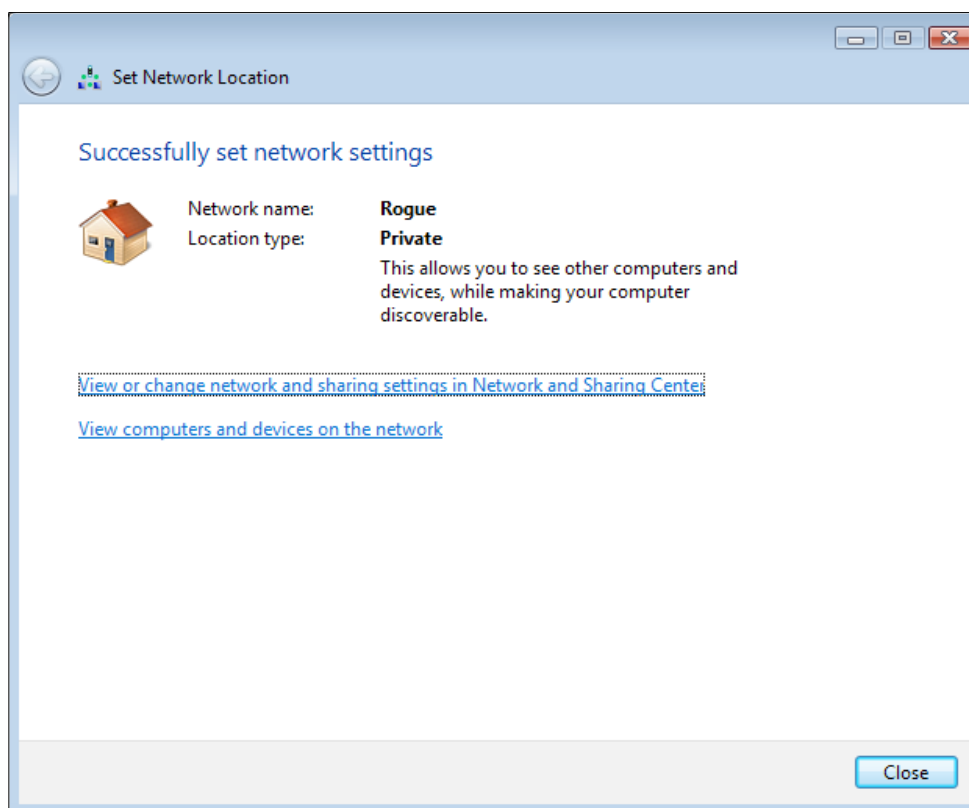 Set Network Location
Successfully set network settings
Network name: Rogue
Location type: Private
This allows you to see other computers and
devices, while making your computer
discoverable.
View or change network and sharing settings in Network and Sharing Center
View computers and devices on the network
Close